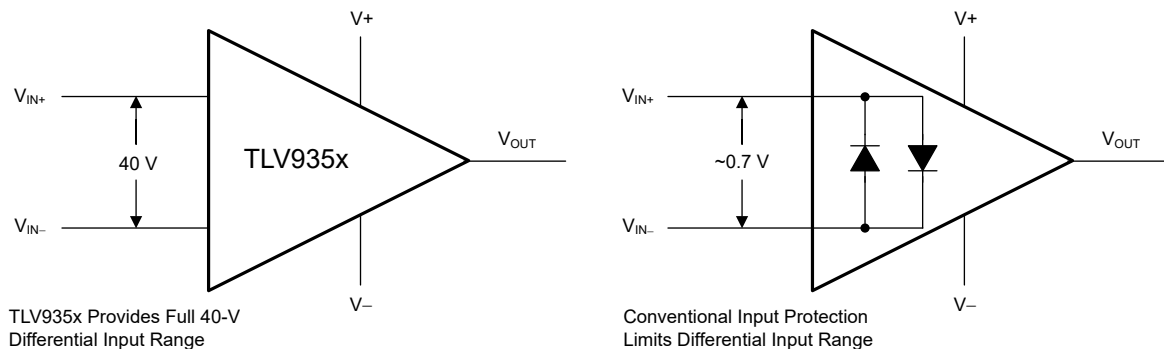 V+
VIN+
40 V
TLV935x
VOUT
VIN–
V–
TLV935x Provides Full 40-V
Differential Input Range
V+
VIN+
~0.7 V
VOUT
VIN–
V–
Conventional Input Protection
Limits Differential Input Range